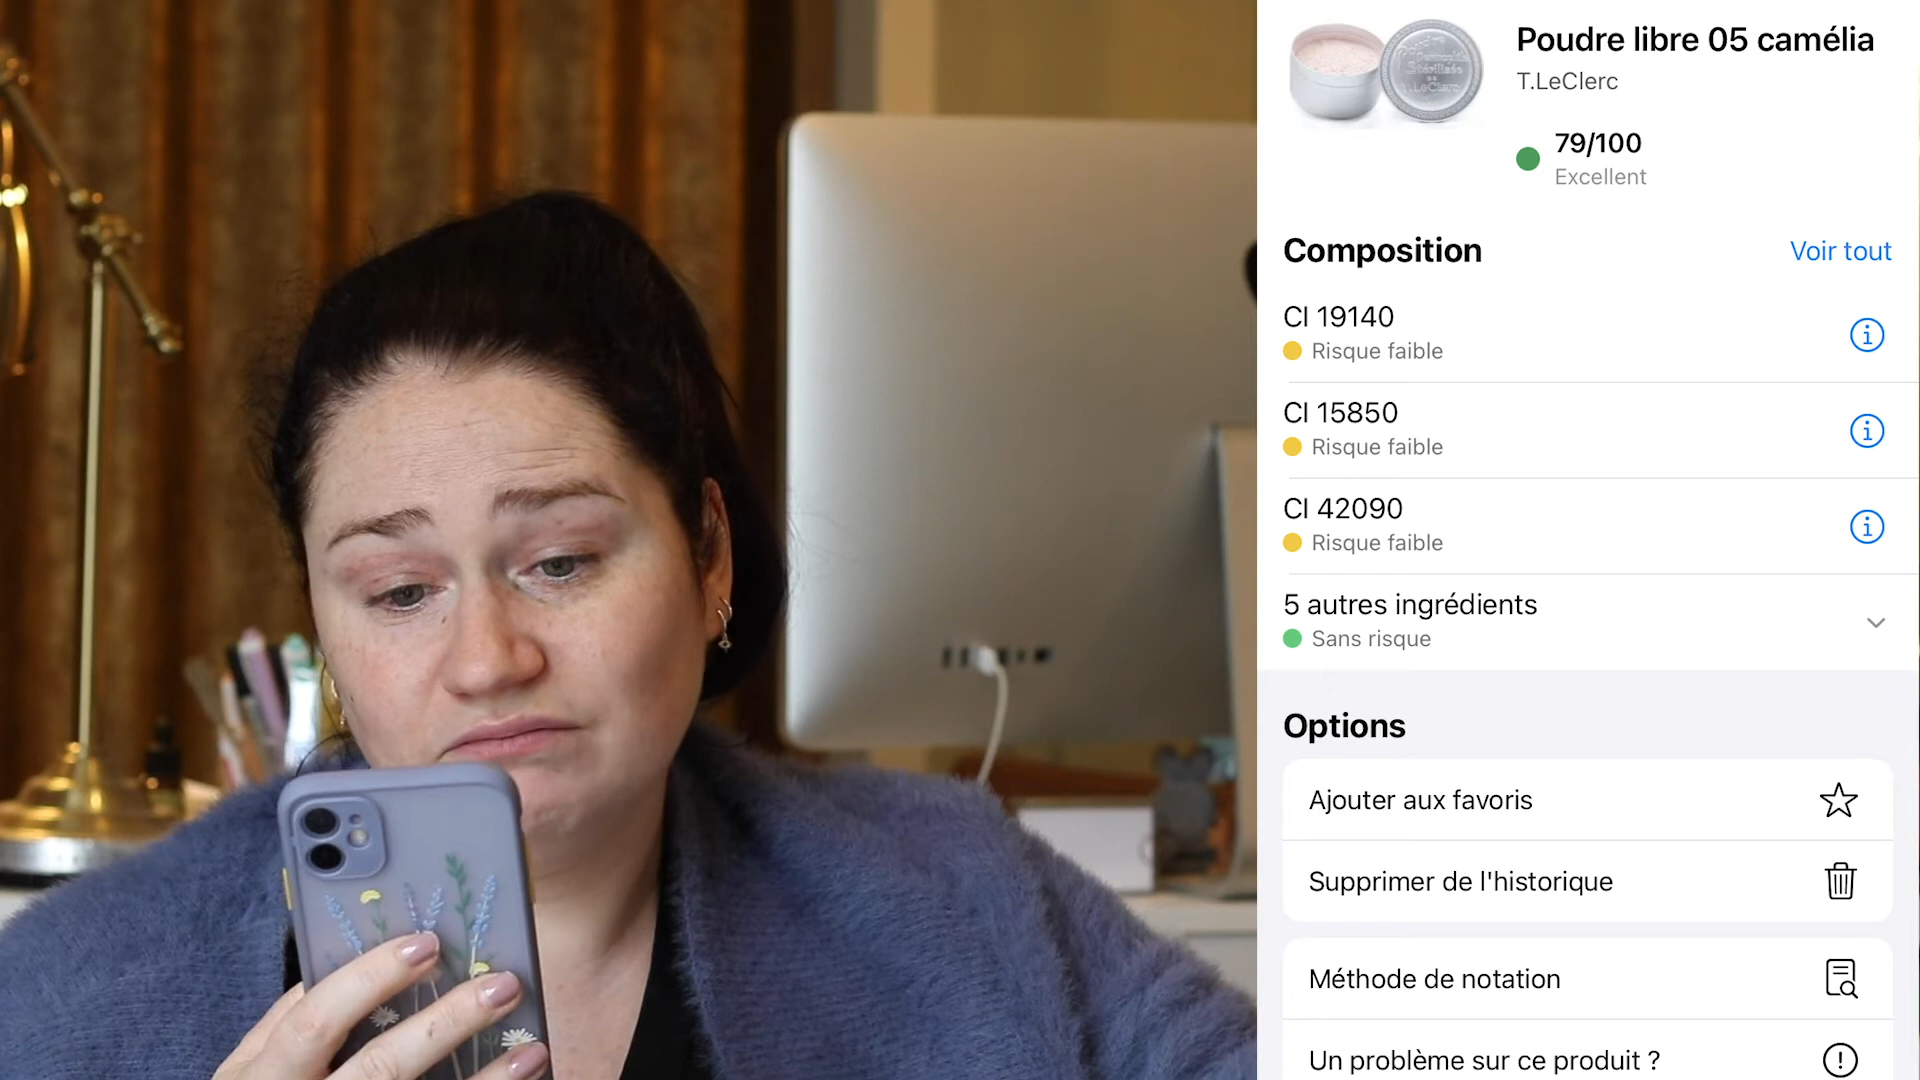 Poudre libre 05 camélia
T.LeClerc
79/100
Excellent
Composition
Voir tout
CI 19140
Risque faible
CI 15850
Risque faible
CI 42090
Risque faible
5 autres ingrédients
Sans risque
Options
Ajouter aux favoris
Supprimer de l'historique
Méthode de notation
Un problème sur ce produit ?